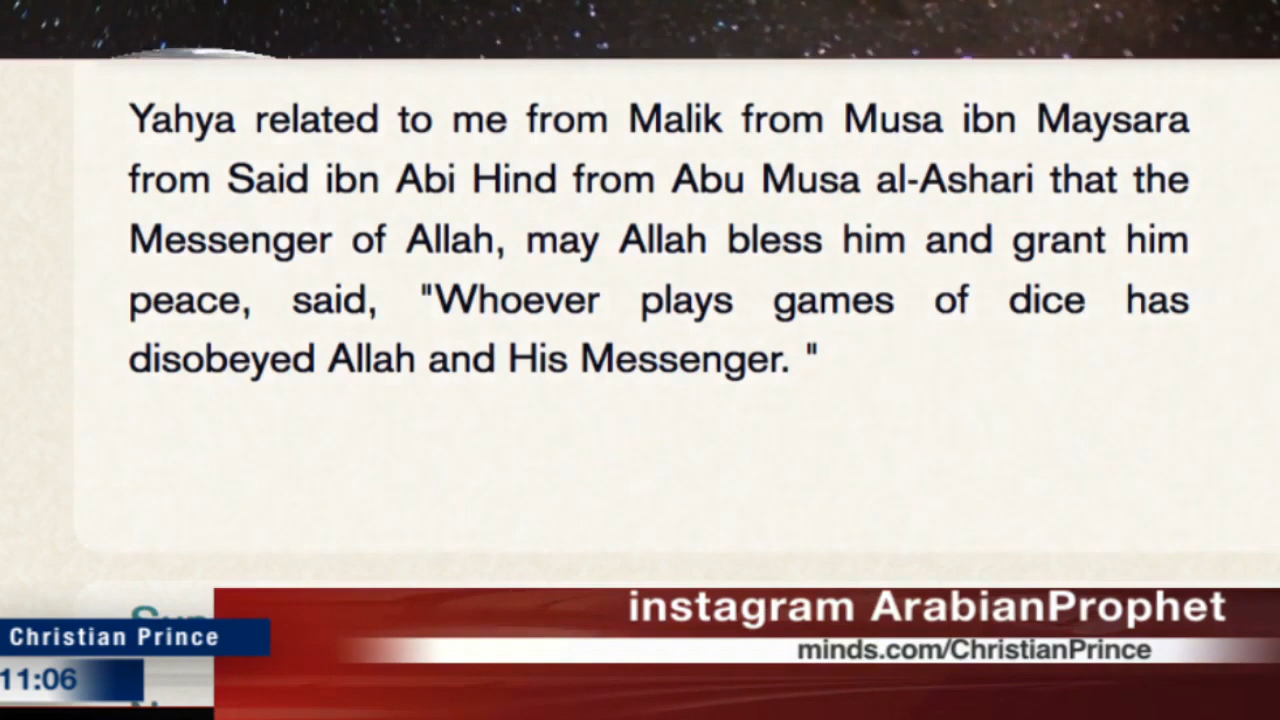 Yahya related to me from Malik from Musa ibn Maysara
from Said ibn Abi Hind from Abu Musa al-Ashari that the
Messenger of Allah, may Allah bless him and grant him
peace, said, "Whoever plays games of dice has
disobeyed Allah and His Messenger. "
instagram ArabianProphet
Christian Prince
minds.com/ChristianPrince
11:06